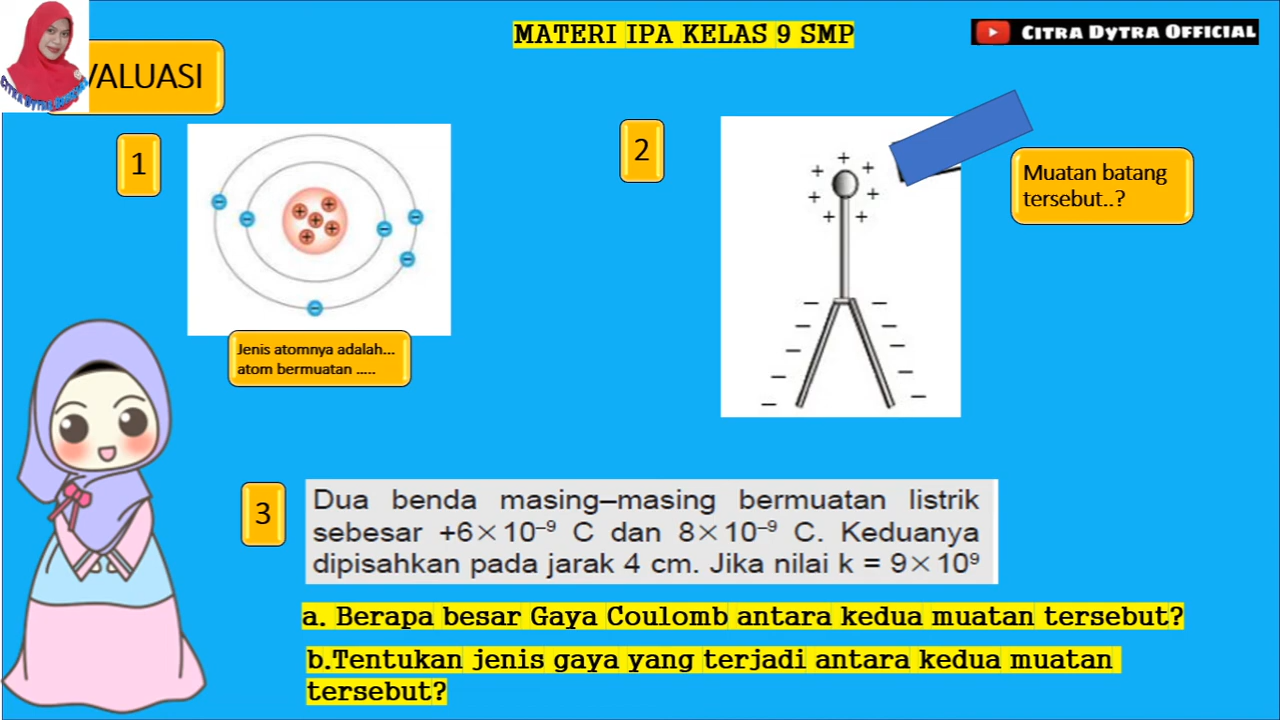 MATERI IPA KELAS 9 SMP
CITRA DYTRA OFFICIAL
VALUASI
1
2
Muatan batang
tersebut..?
Jenis atomnya adalah...
atom bermuatan .....
3
Dua benda masing–masing bermuatan listrik
sebesar +6×10⁻⁹ C dan 8×10⁻⁹ C. Keduanya
dipisahkan pada jarak 4 cm. Jika nilai k = 9×10⁹
a. Berapa besar Gaya Coulomb antara kedua muatan tersebut?
b.Tentukan jenis gaya yang terjadi antara kedua muatan
tersebut?